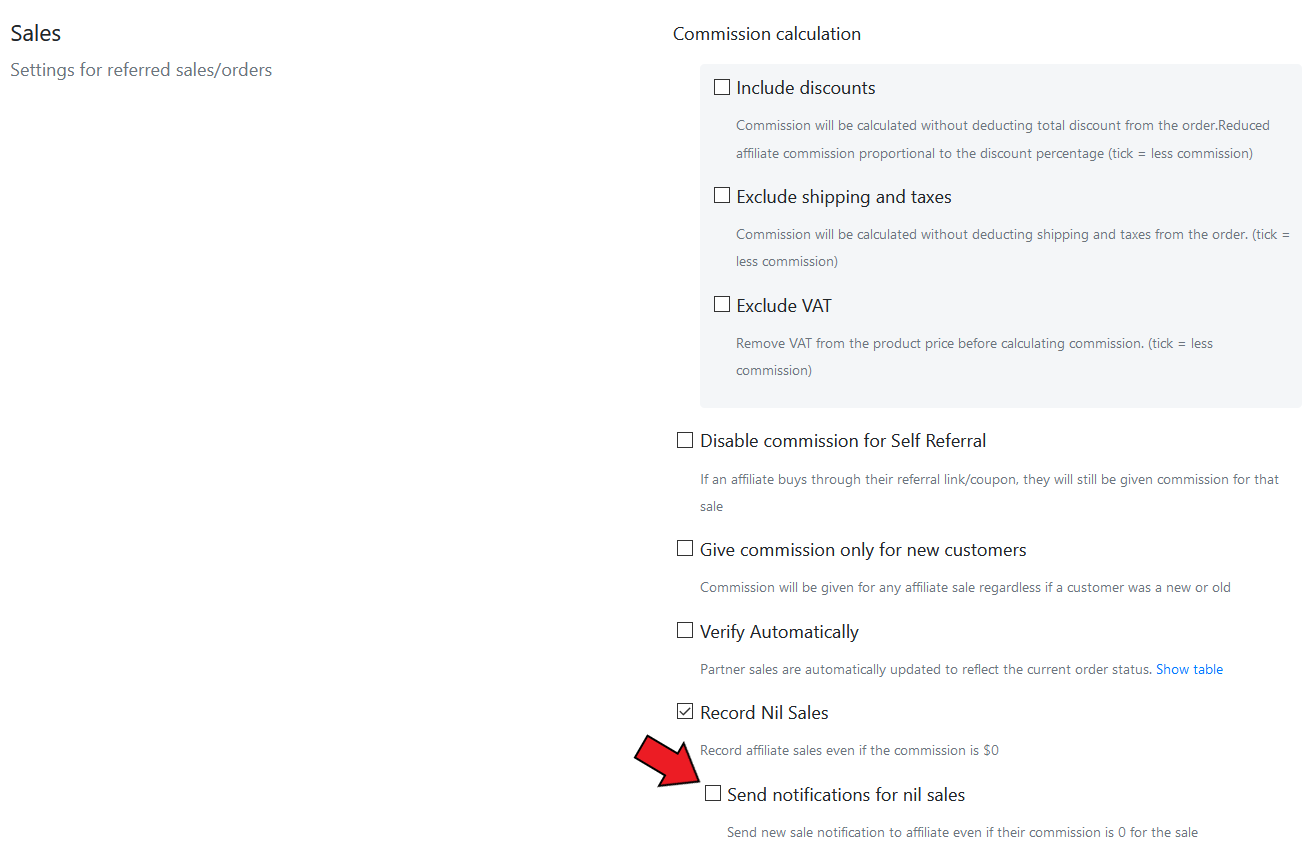 Sales
Settings for referred sales/orders
Commission calculation
Include discounts
Commission will be calculated without deducting total discount from the order.Reduced
affiliate commission proportional to the discount percentage (tick = less commission)
Exclude shipping and taxes
Commission will be calculated without deducting shipping and taxes from the order. (tick =
less commission)
Exclude VAT
Remove VAT from the product price before calculating commission. (tick = less
commission)
Disable commission for Self Referral
If an affiliate buys through their referral link/coupon, they will still be given commission for that
sale
Give commission only for new customers
Commission will be given for any affiliate sale regardless if a customer was a new or old
Verify Automatically
Partner sales are automatically updated to reflect the current order status. Show table
Record Nil Sales
Record affiliate sales even if the commission is $0
Send notifications for nil sales
Send new sale notification to affiliate even if their commission is 0 for the sale